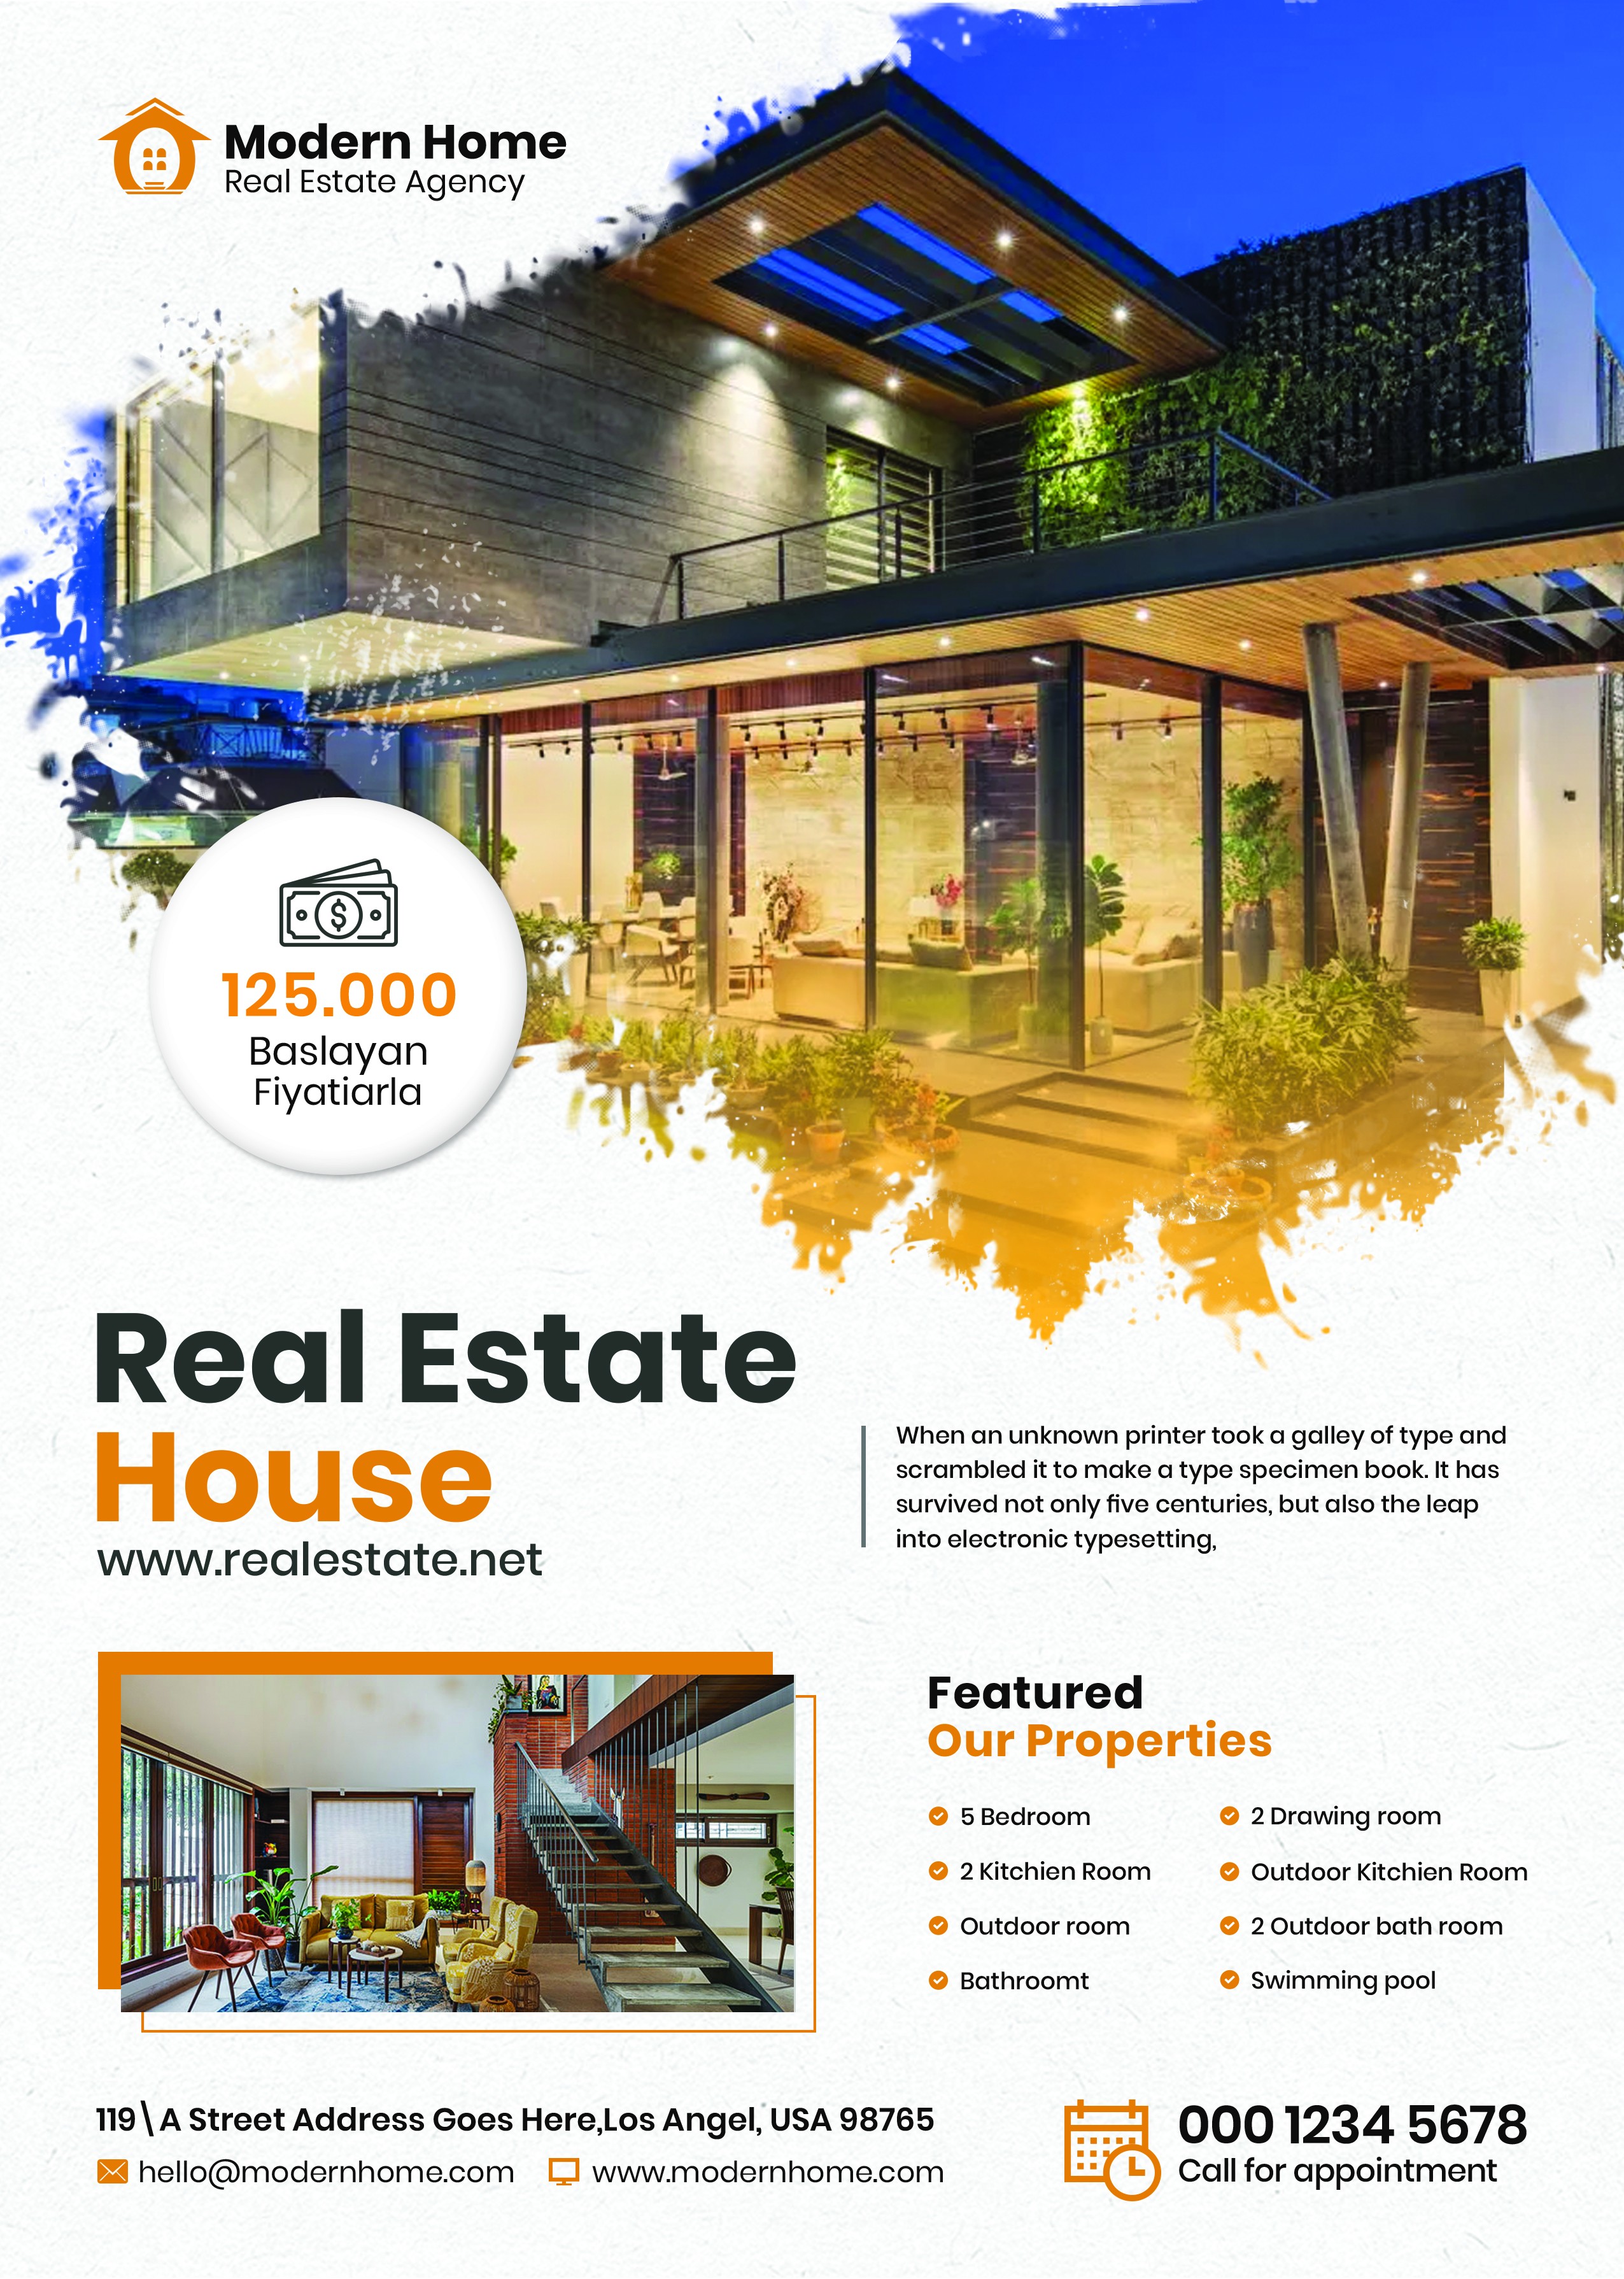 Modern Home
Real Estate Agency
125.000
Baslayan
Fiyatiarla
Real Estate
House
www.realestate.net
When an unknown printer took a galley of type and
scrambled it to make a type specimen book. It has
survived not only five centuries, but also the leap
into electronic typesetting,
Featured
Our Properties
5 Bedroom
2 Kitchien Room
Outdoor room
Bathroomt
2 Drawing room
Outdoor Kitchien Room
2 Outdoor bath room
Swimming pool
119\A Street Address Goes Here,Los Angel, USA 98765
hello@modernhome.com
www.modernhome.com
000 1234 5678
Call for appointment